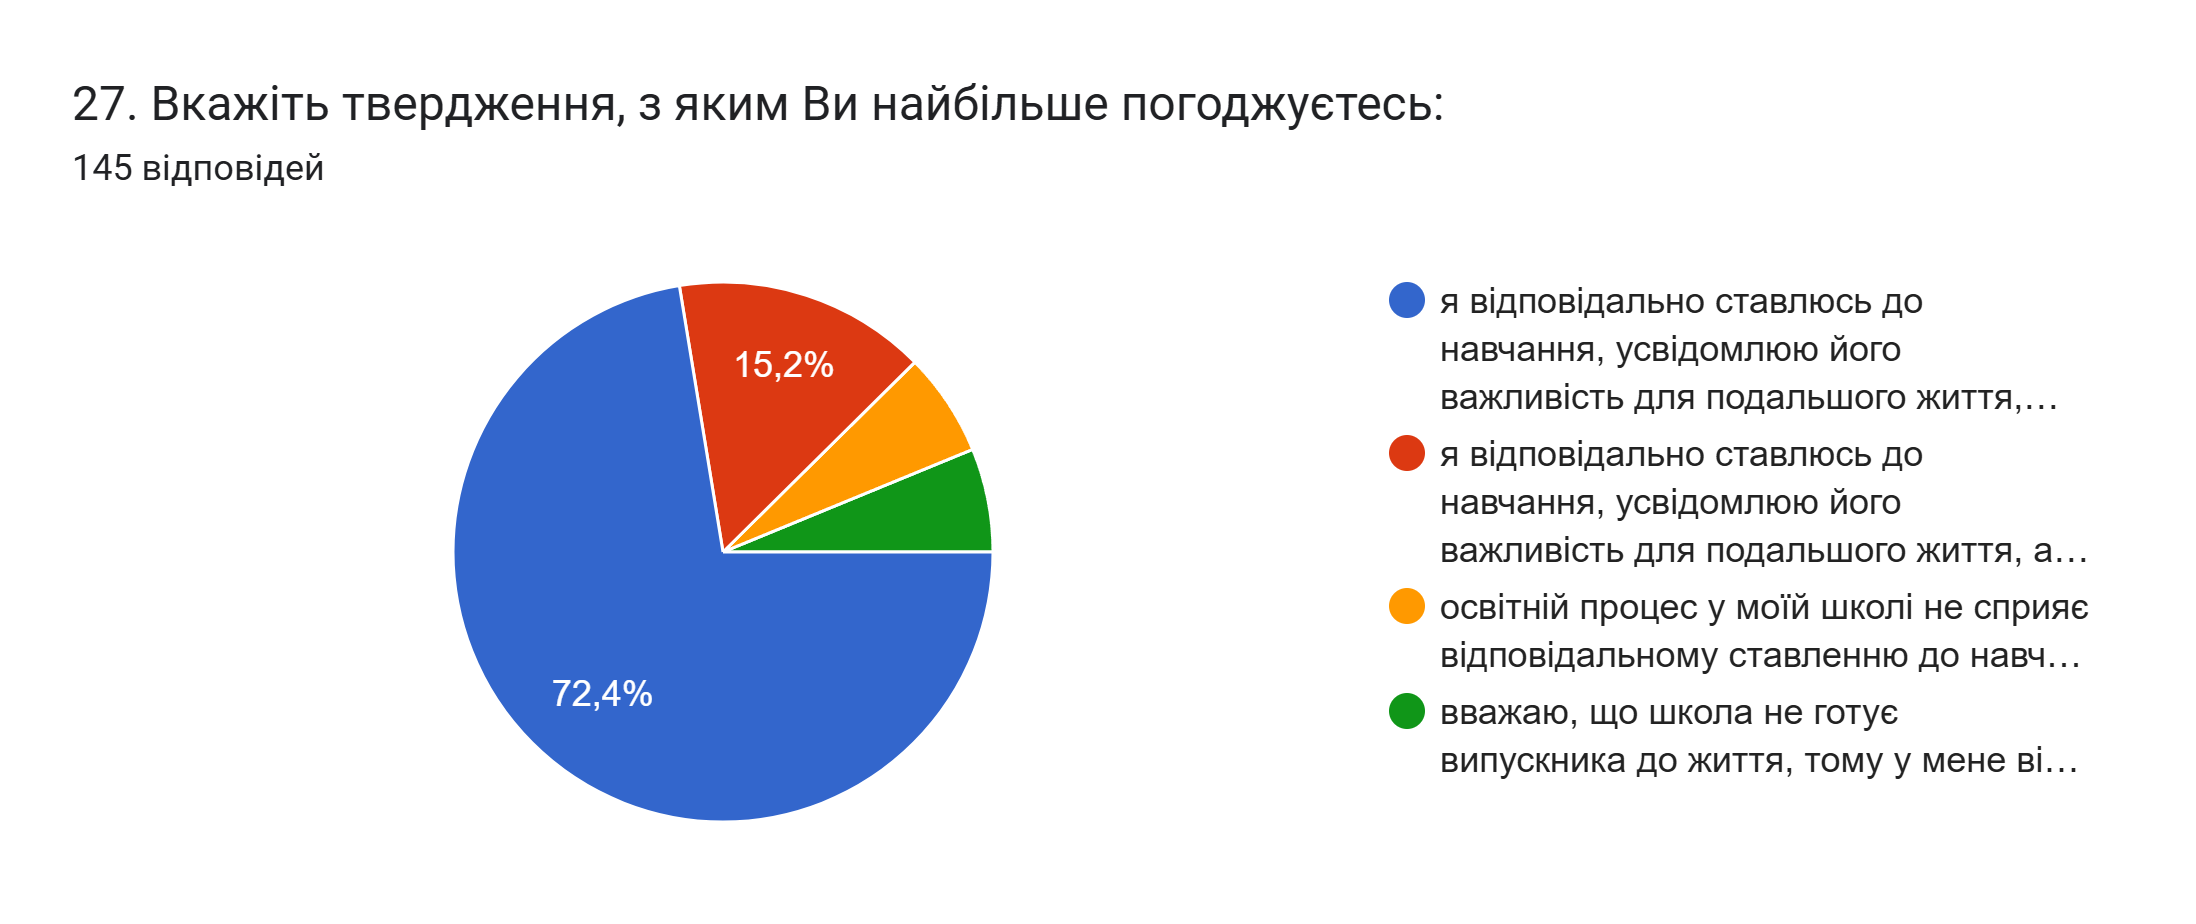 27. Вкажіть твердження, з яким Ви найбільше погоджуєтесь:
145 відповідей
15,2%
72,4%
я відповідально ставлюсь до
навчання, усвідомлюю його
важливість для подальшого життя,…
я відповідально ставлюсь до
навчання, усвідомлюю його
важливість для подальшого життя, а…
освітній процес у моїй школі не сприяє
відповідальному ставленню до навч…
вважаю, що школа не готує
випускника до життя, тому у мене ві…